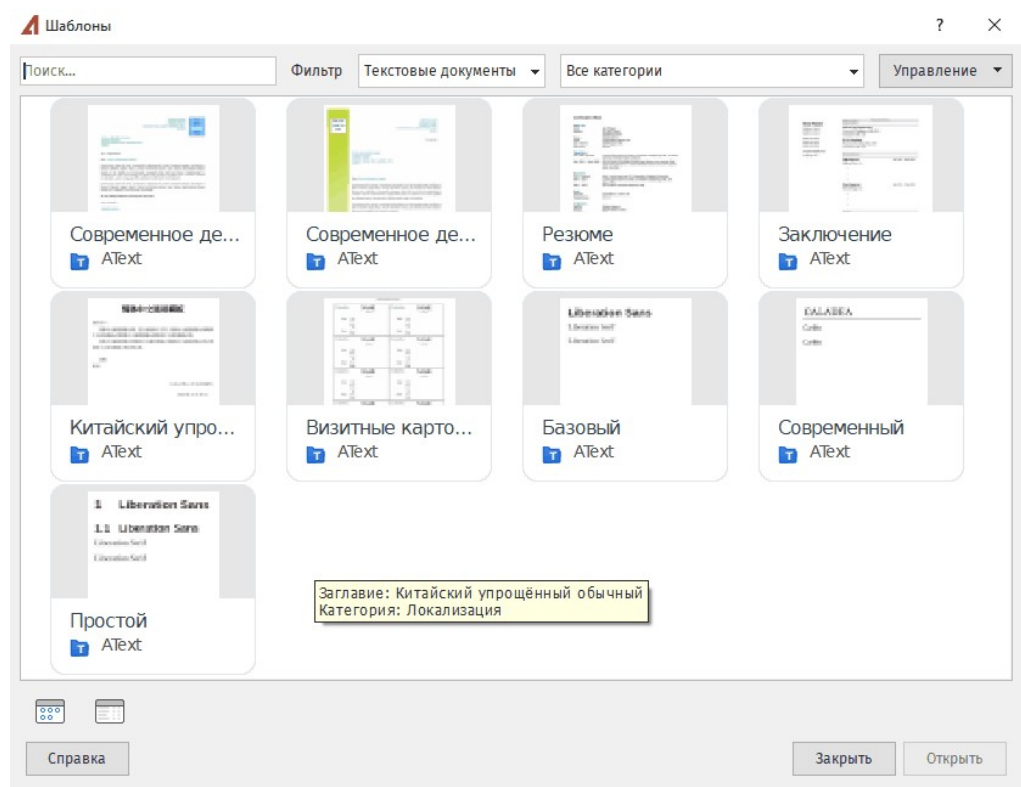 Шаблоны
?
Поиск...
Фильтр
Текстовые документы
Все категории
Управление
Современное де...
AText
Современное де...
AText
Резюме
AText
Заключение
AText
Китайский упро...
AText
Визитные карто...
AText
Liberation Sans
Liberation Serif
Liberation Serif
Базовый
AText
CALADEA
Carlito
Carlito
Современный
AText
1 Liberation Sans
1.1 Liberation Sans
Liberation Serif
Liberation Serif
Простой
AText
Заглавие: Китайский упрощённый обычный
Категория: Локализация
Справка
Закрыть
Открыть